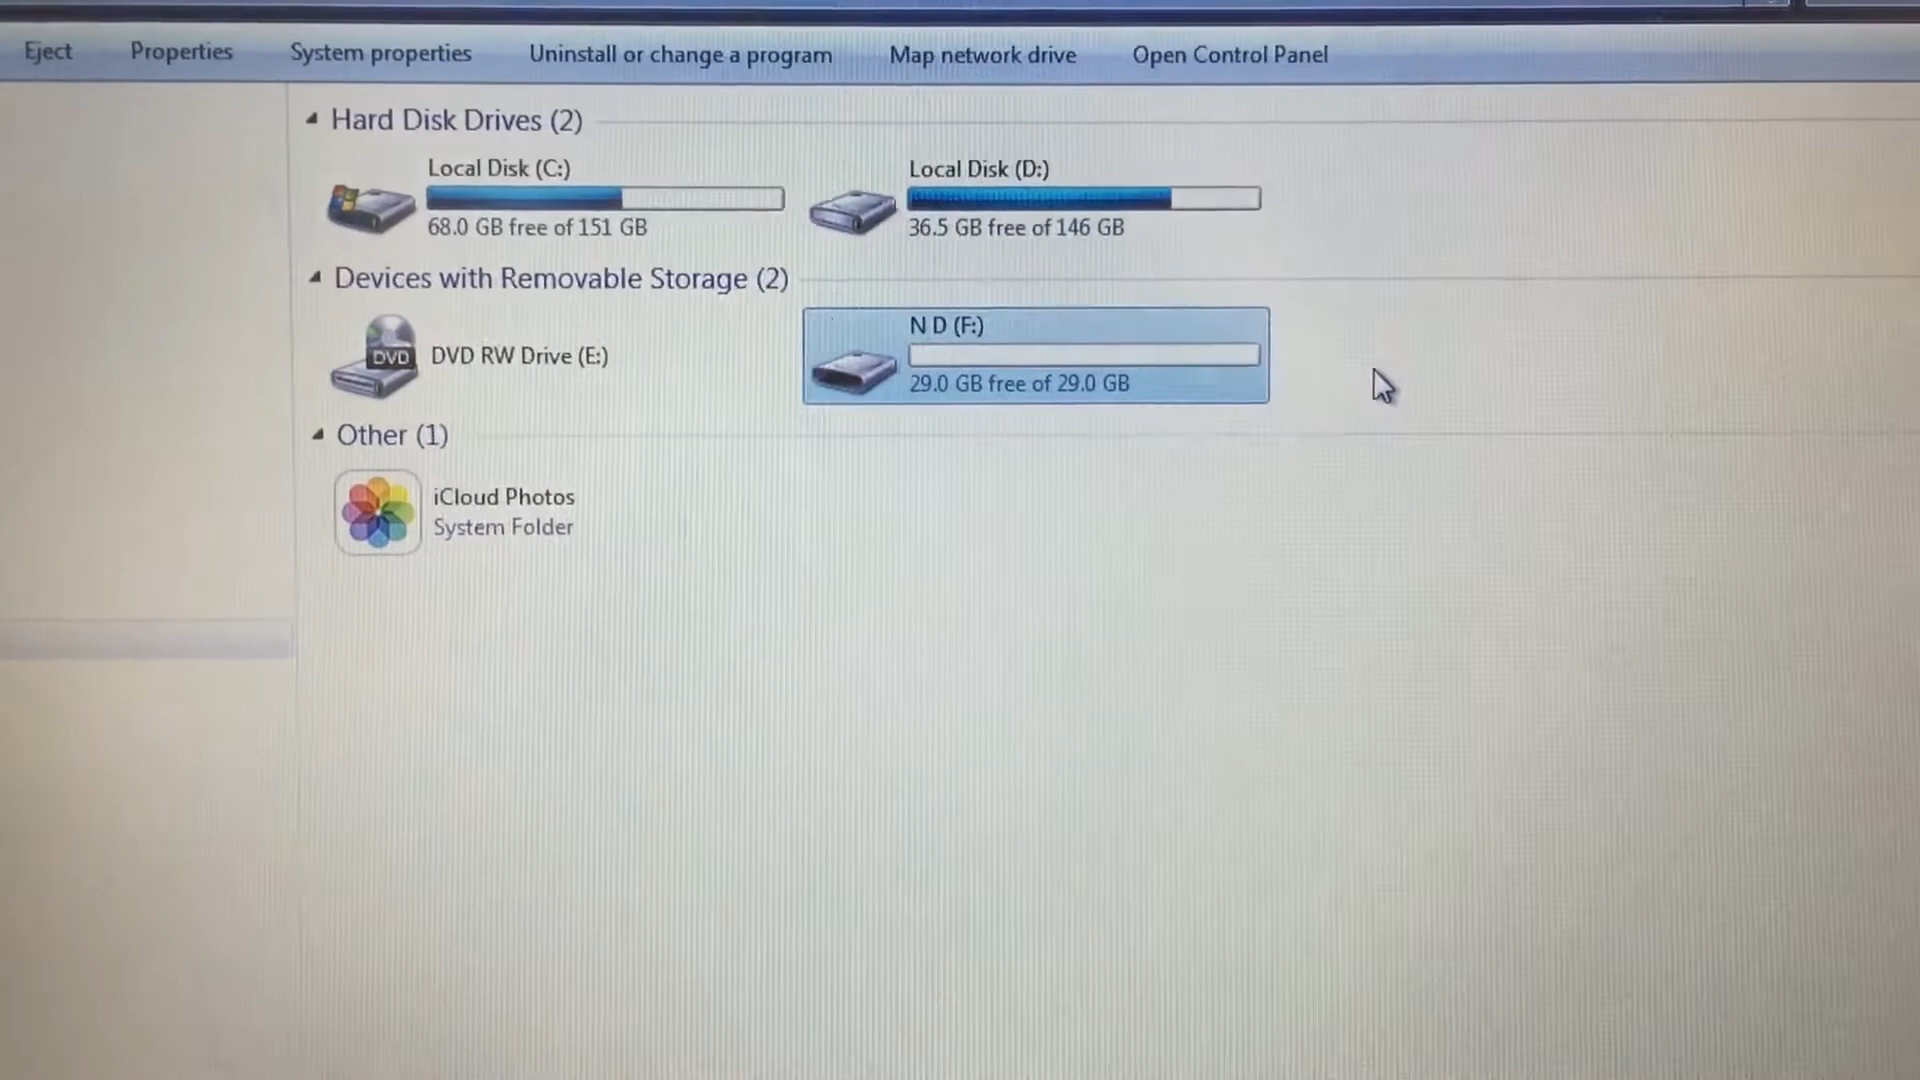 Eject Properties System properties Uninstall or change a program Map network drive Open Control Panel
Hard Disk Drives (2)
Local Disk (C:)
68.0 GB free of 151 GB
Local Disk (D:)
36.5 GB free of 146 GB
Devices with Removable Storage (2)
DVD
DVD RW Drive (E:)
N D (F:)
29.0 GB free of 29.0 GB
Other (1)
iCloud Photos
System Folder